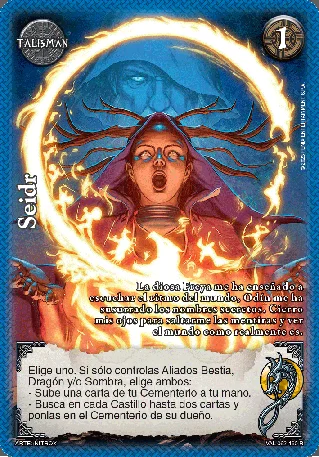 TALISMAN
1
Seidr
La diosa Freya me ha enseñado a
escuchar el ritmo del mundo, Odín me ha
susurrado los nombres secretos. Cierro
mis ojos para saltarme las mentiras y ver
el mundo como realmente es.
Elige uno. Si sólo controlas Aliados Bestia,
Dragón y/o Sombra, elige ambos:
- Sube una carta de tu Cementerio a tu mano.
- Busca en cada Castillo hasta dos cartas y
ponlas en el Cementerio de su dueño.